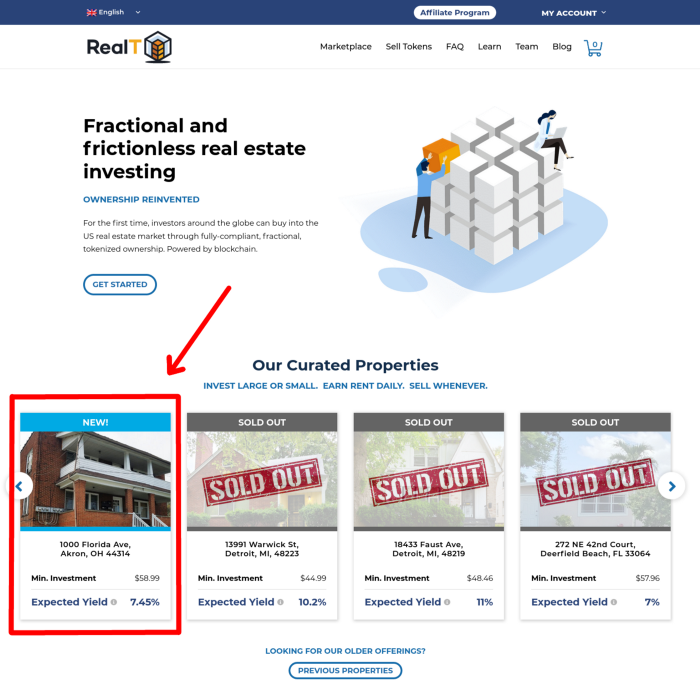 English
Affiliate Program
MY ACCOUNT
RealT
Marketplace Sell Tokens FAQ Learn Team Blog 0
Fractional and
frictionless real estate
investing
OWNERSHIP REINVENTED
For the first time, investors around the globe can buy into the
US real estate market through fully-compliant, fractional,
tokenized ownership. Powered by blockchain.
GET STARTED
Our Curated Properties
INVEST LARGE OR SMALL. EARN RENT DAILY. SELL WHENEVER.
NEW!
1000 Florida Ave,
Akron, OH 44314
Min. Investment $58.99
Expected Yield 7.45%
SOLD OUT
SOLD OUT
13991 Warwick St,
Detroit, MI, 48223
Min. Investment $44.99
Expected Yield 10.2%
SOLD OUT
SOLD OUT
18433 Faust Ave,
Detroit, MI, 48219
Min. Investment $48.46
Expected Yield 11%
SOLD OUT
SOLD OUT
272 NE 42nd Court,
Deerfield Beach, FL 33064
Min. Investment $57.96
Expected Yield 7%
LOOKING FOR OUR OLDER OFFERINGS?
PREVIOUS PROPERTIES